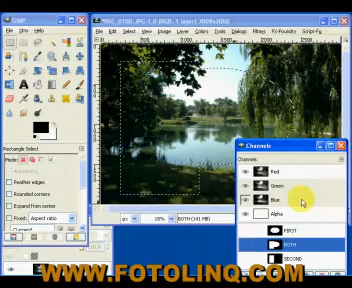 GIMP
*DSC_0100.JPG-1.0 (RGB, 1 layer) 3008x2000
File Xtns Help
File Edit Select View Image Layer Colors Tools Dialogs Filters FX-Foundry Script-Fu
Rectangle Select
Mode:
Antialiasing
Feather edges
Rounded corners
Expand from center
Fixed: Aspect ratio
Current
px 18% BOTH (141 MB)
Channels
Channels
Red
Green
Blue
Alpha
FIRST
BOTH
SECOND
WWW.FOTOLINQ.COM